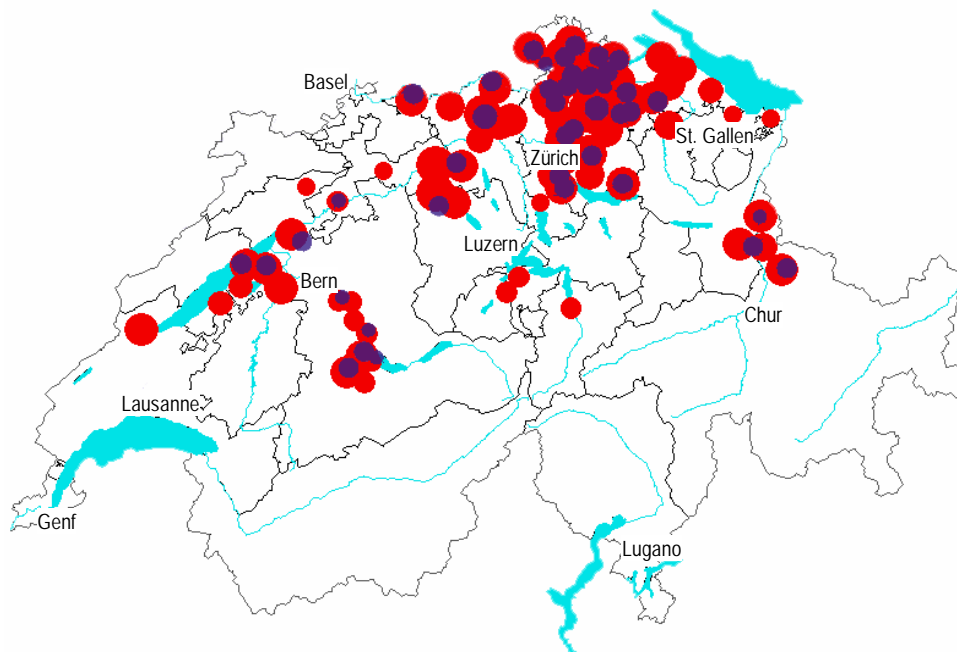 Basel
St. Gallen
Zürich
Luzern
Bern
Chur
Lausanne
Genf
Lugano